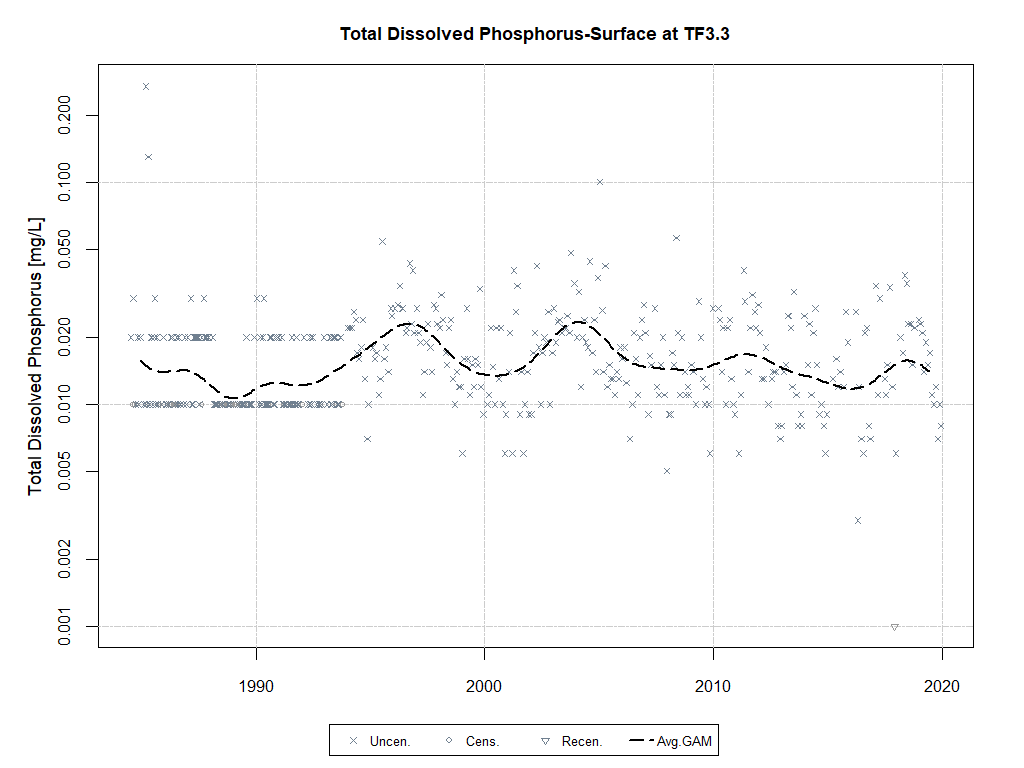 Total Dissolved Phosphorus-Surface at TF3.3
Total Dissolved Phosphorus [mg/L]
0.200
0.100
0.050
0.020
0.010
0.005
0.002
0.001
1990 2000 2010 2020
Uncen. Cens. Recen. Avg.GAM